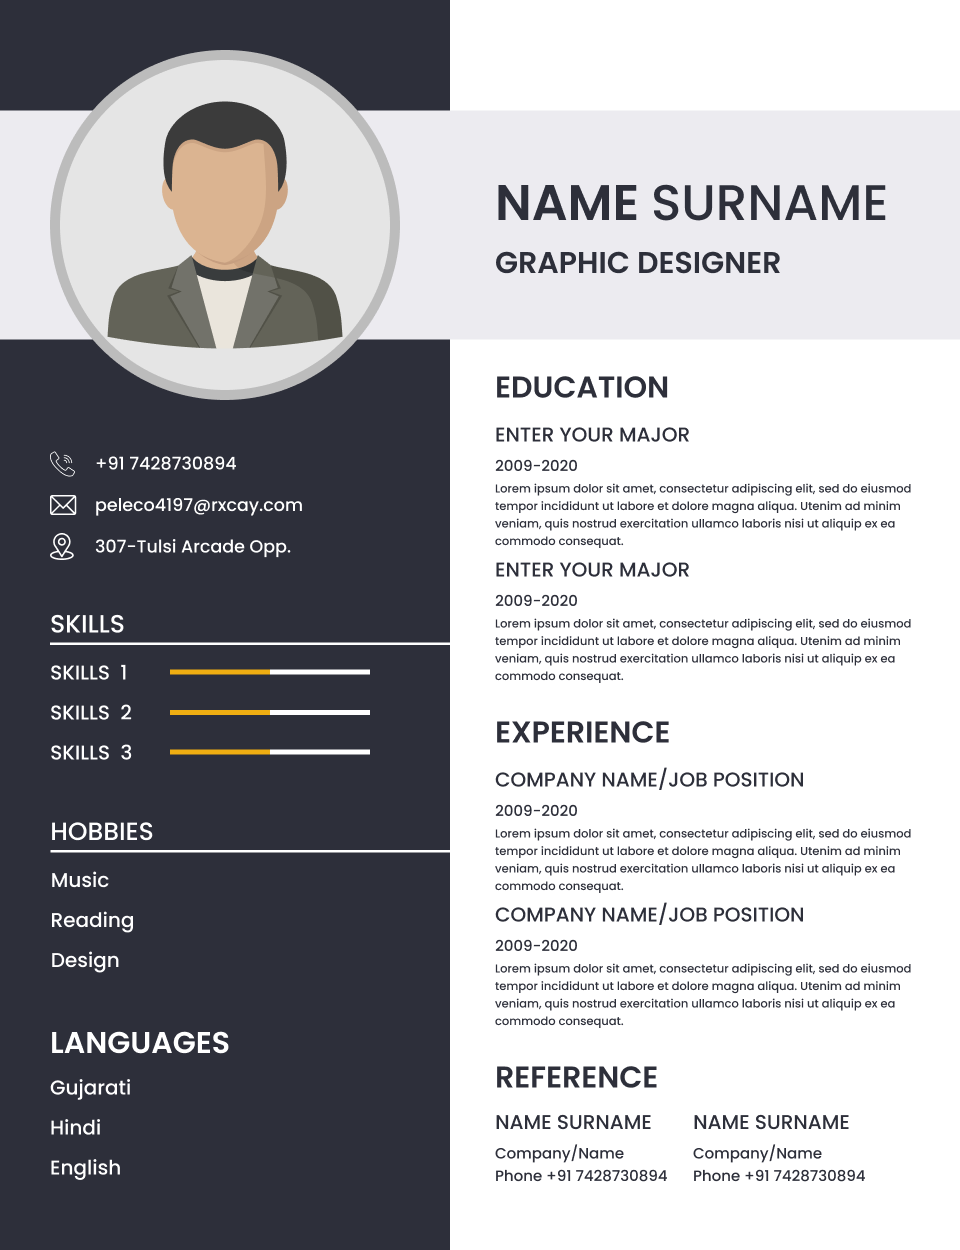 NAME SURNAME
GRAPHIC DESIGNER
+91 7428730894
peleco4197@rxcay.com
307-Tulsi Arcade Opp.
SKILLS
SKILLS 1
SKILLS 2
SKILLS 3
HOBBIES
Music
Reading
Design
LANGUAGES
Gujarati
Hindi
English
EDUCATION
ENTER YOUR MAJOR
2009-2020
Lorem ipsum dolor sit amet, consectetur adipiscing elit, sed do eiusmod
tempor incididunt ut labore et dolore magna aliqua. Utenim ad minim
veniam, quis nostrud exercitation ullamco laboris nisi ut aliquip ex ea
commodo consequat.
ENTER YOUR MAJOR
2009-2020
Lorem ipsum dolor sit amet, consectetur adipiscing elit, sed do eiusmod
tempor incididunt ut labore et dolore magna aliqua. Utenim ad minim
veniam, quis nostrud exercitation ullamco laboris nisi ut aliquip ex ea
commodo consequat.
EXPERIENCE
COMPANY NAME/JOB POSITION
2009-2020
Lorem ipsum dolor sit amet, consectetur adipiscing elit, sed do eiusmod
tempor incididunt ut labore et dolore magna aliqua. Utenim ad minim
veniam, quis nostrud exercitation ullamco laboris nisi ut aliquip ex ea
commodo consequat.
COMPANY NAME/JOB POSITION
2009-2020
Lorem ipsum dolor sit amet, consectetur adipiscing elit, sed do eiusmod
tempor incididunt ut labore et dolore magna aliqua. Utenim ad minim
veniam, quis nostrud exercitation ullamco laboris nisi ut aliquip ex ea
commodo consequat.
REFERENCE
NAME SURNAME
Company/Name
Phone +91 7428730894
NAME SURNAME
Company/Name
Phone +91 7428730894